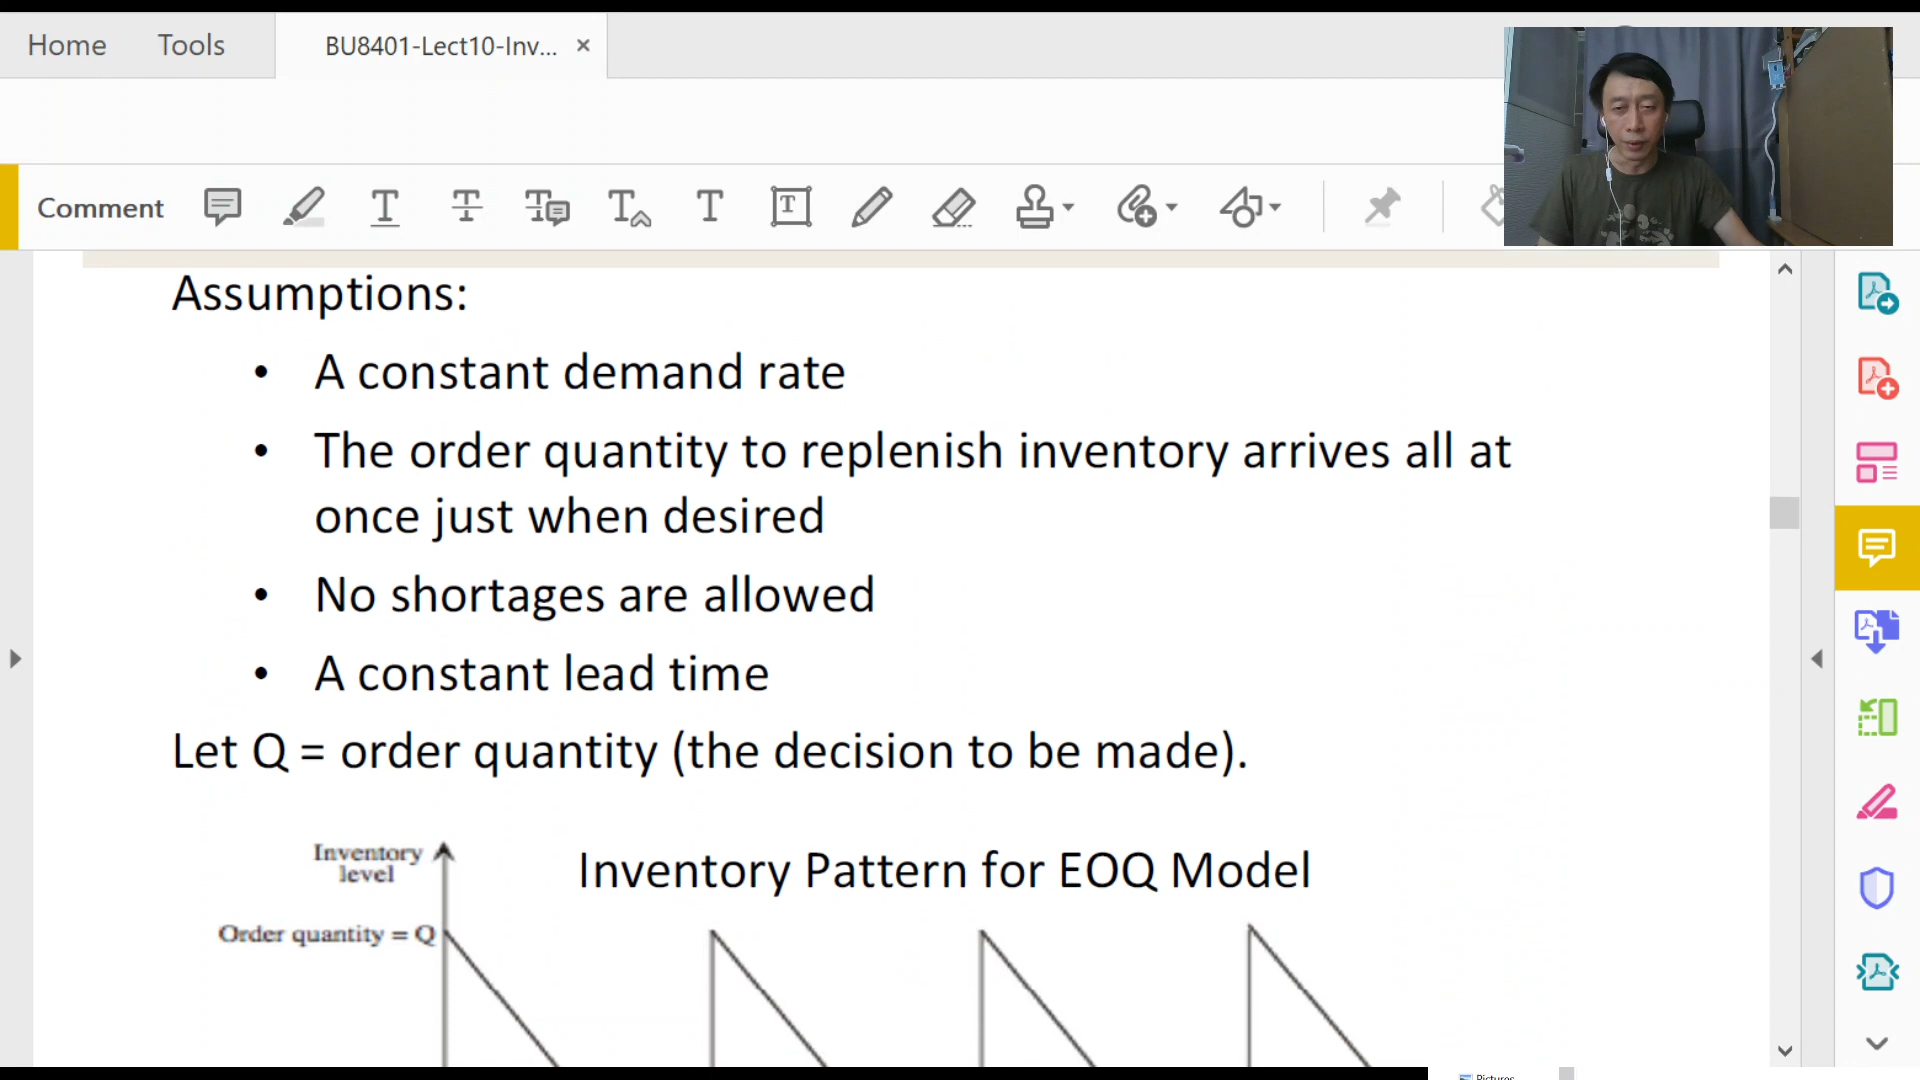 Home Tools BU8401-Lect10-Inv... ×
Comment
Assumptions:
• A constant demand rate
• The order quantity to replenish inventory arrives all at
once just when desired
• No shortages are allowed
• A constant lead time
Let Q = order quantity (the decision to be made).
Inventory
level
Inventory Pattern for EOQ Model
Order quantity = Q
Pictures